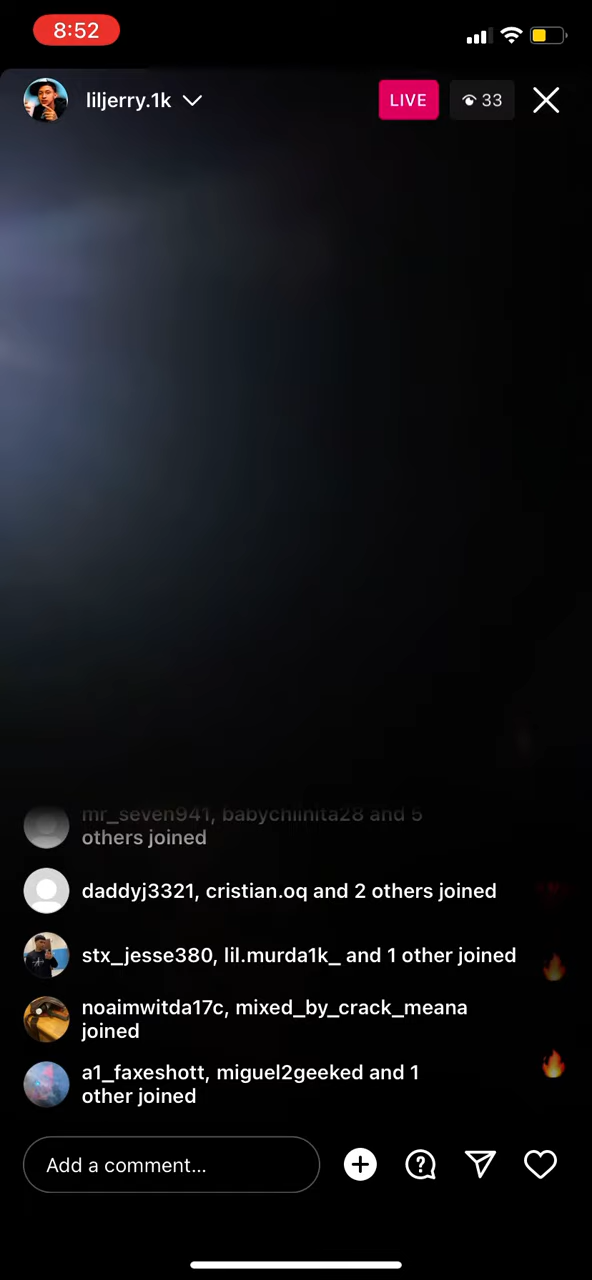 8:52
liljerry.1k
LIVE
33
mr_seven941, babychiinita28 and 5
others joined
daddyj3321, cristian.oq and 2 others joined
stx_jesse380, lil.murda1k_ and 1 other joined
noaimwitda17c, mixed_by_crack_meana
joined
a1_faxeshott, miguel2geeked and 1
other joined
Add a comment...